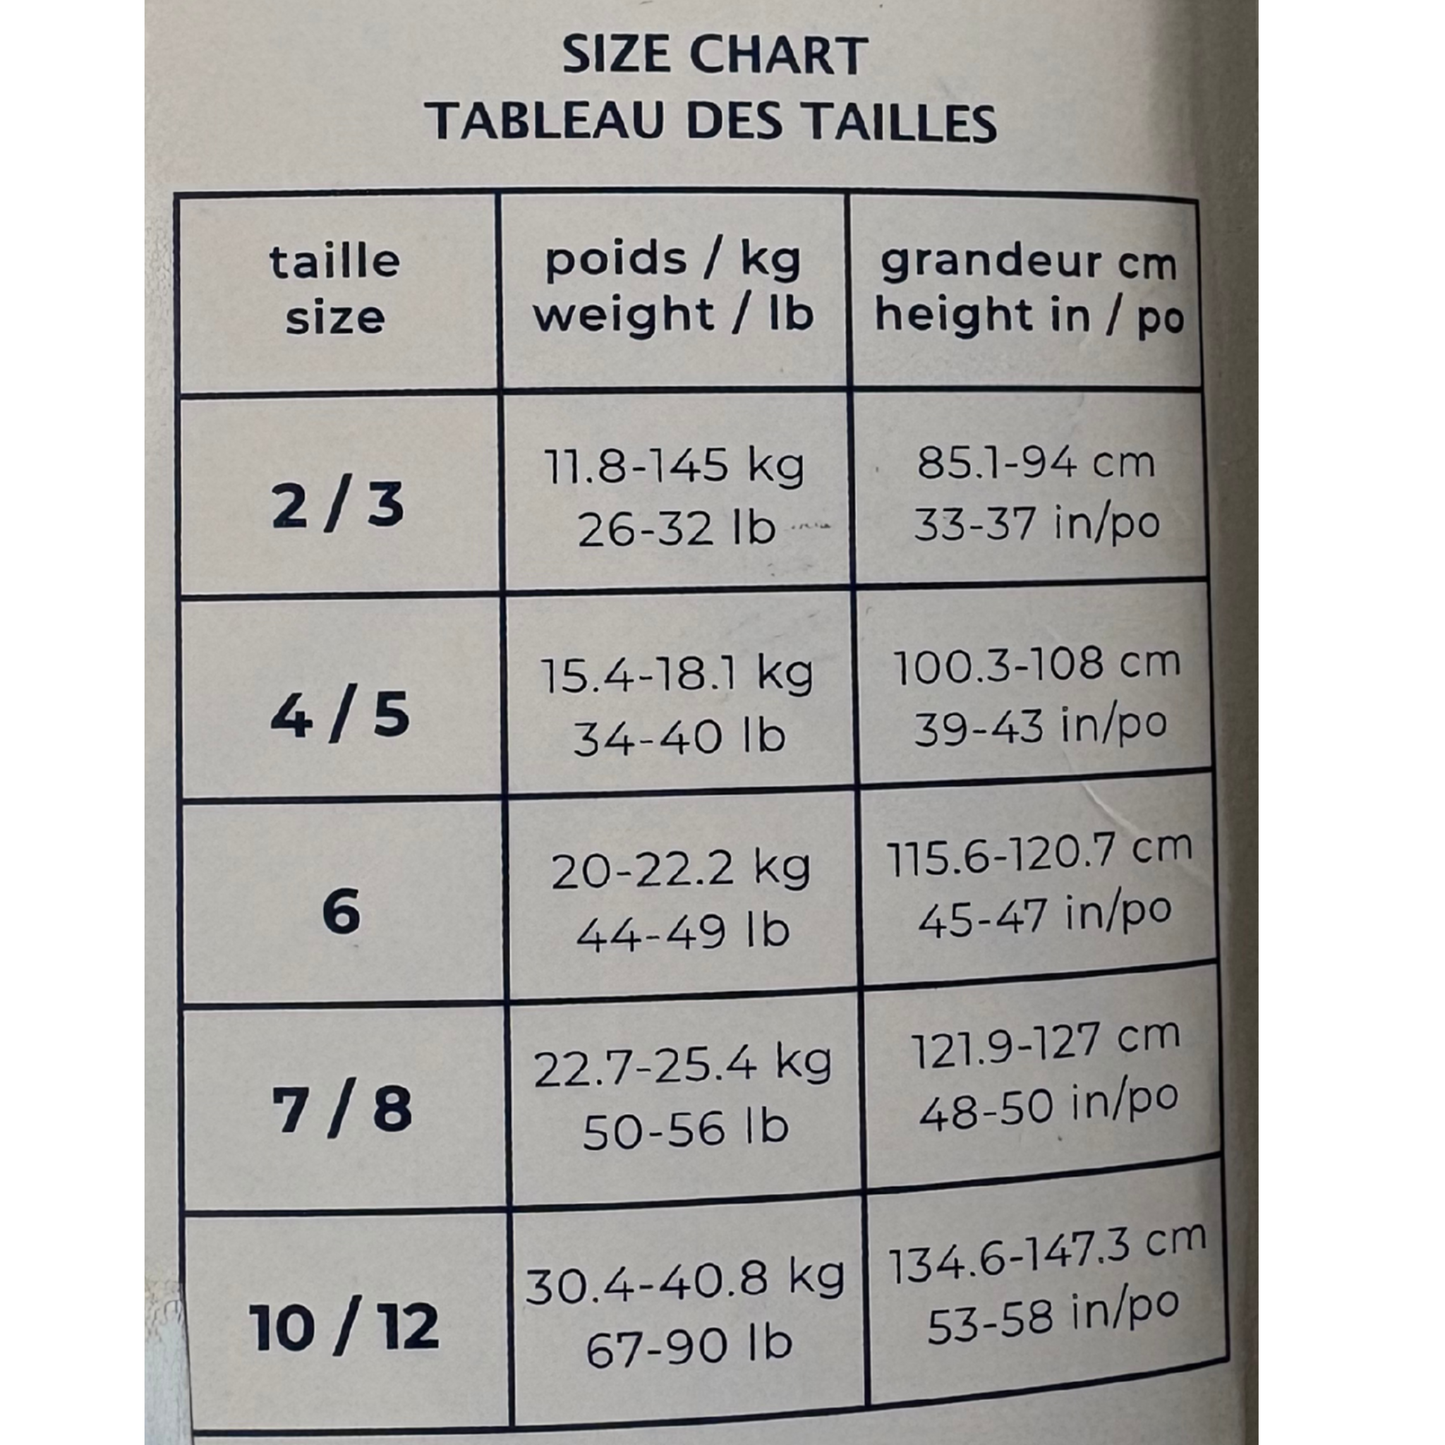 SIZE CHART
TABLEAU DES TAILLES
taille
size
poids / kg
weight / lb
grandeur cm
height in / po
2 / 3
11.8-145 kg
26-32 lb
85.1-94 cm
33-37 in/po
4 / 5
15.4-18.1 kg
34-40 lb
100.3-108 cm
39-43 in/po
6
20-22.2 kg
44-49 lb
115.6-120.7 cm
45-47 in/po
7 / 8
22.7-25.4 kg
50-56 lb
121.9-127 cm
48-50 in/po
10 / 12
30.4-40.8 kg
67-90 lb
134.6-147.3 cm
53-58 in/po